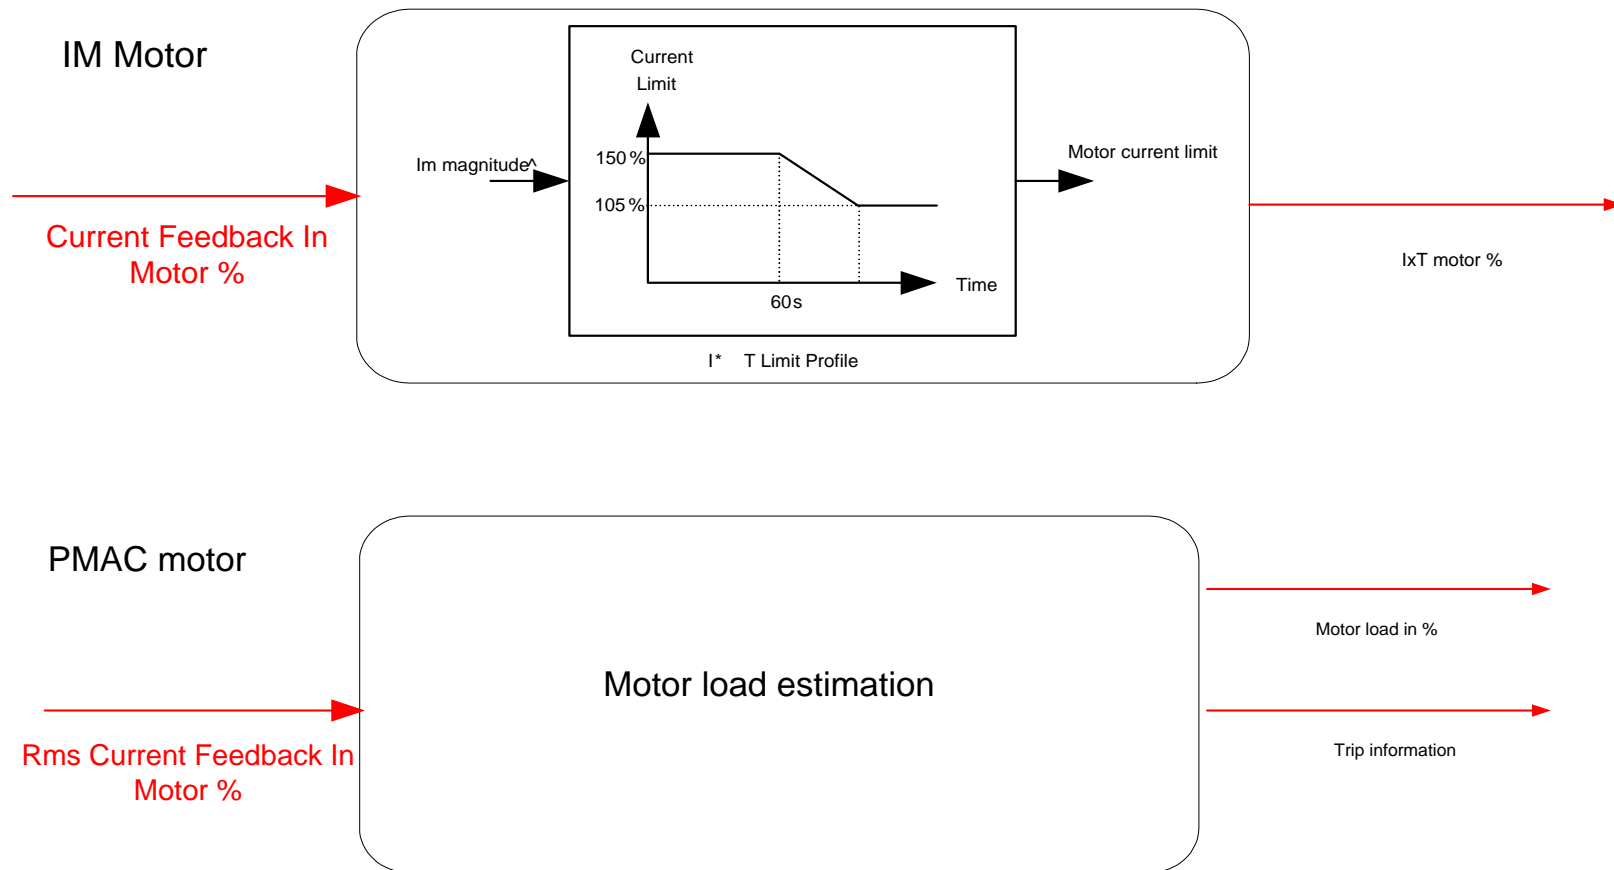 IM Motor
Current
Limit
150 %
105 %
60s
Time
Im magnitude^
Motor current limit
I* T Limit Profile
Current Feedback In
Motor %
IxT motor %
PMAC motor
Motor load estimation
Rms Current Feedback In
Motor %
Motor load in %
Trip information